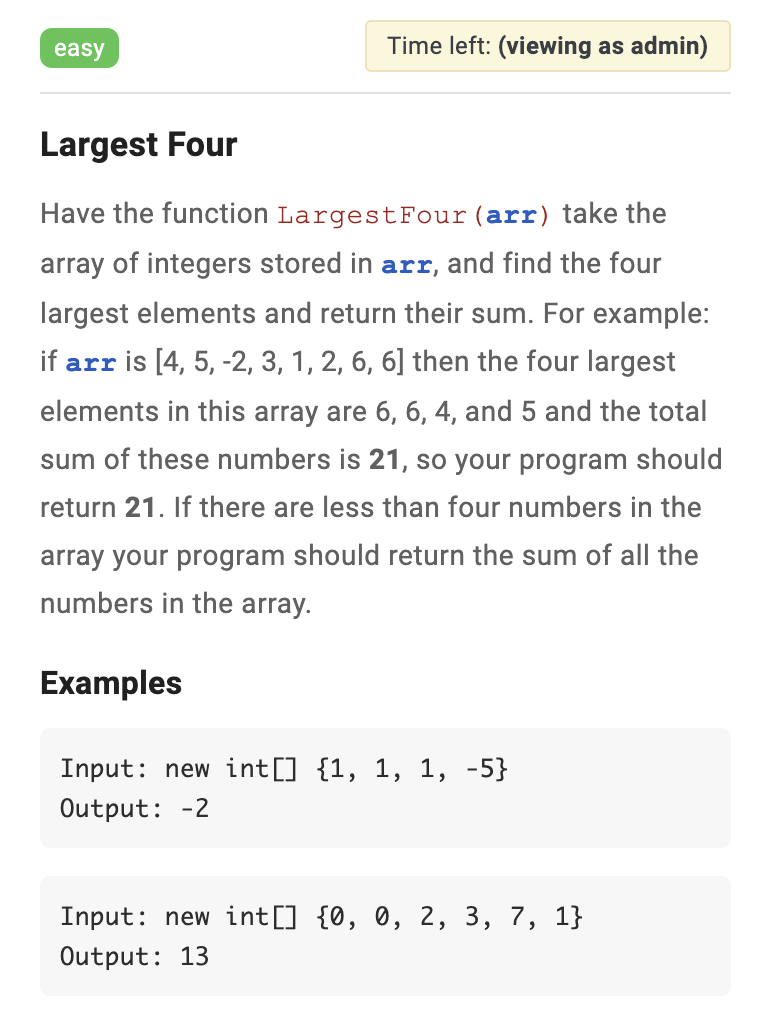 easy
Time left: (viewing as admin)
Largest Four
Have the function LargestFour(arr) take the
array of integers stored in arr, and find the four
largest elements and return their sum. For example:
if arr is [4, 5, -2, 3, 1, 2, 6, 6] then the four largest
elements in this array are 6, 6, 4, and 5 and the total
sum of these numbers is 21, so your program should
return 21. If there are less than four numbers in the
array your program should return the sum of all the
numbers in the array.
Examples
Input: new int[] {1, 1, 1, -5}
Output: -2
Input: new int[] {0, 0, 2, 3, 7, 1}
Output: 13